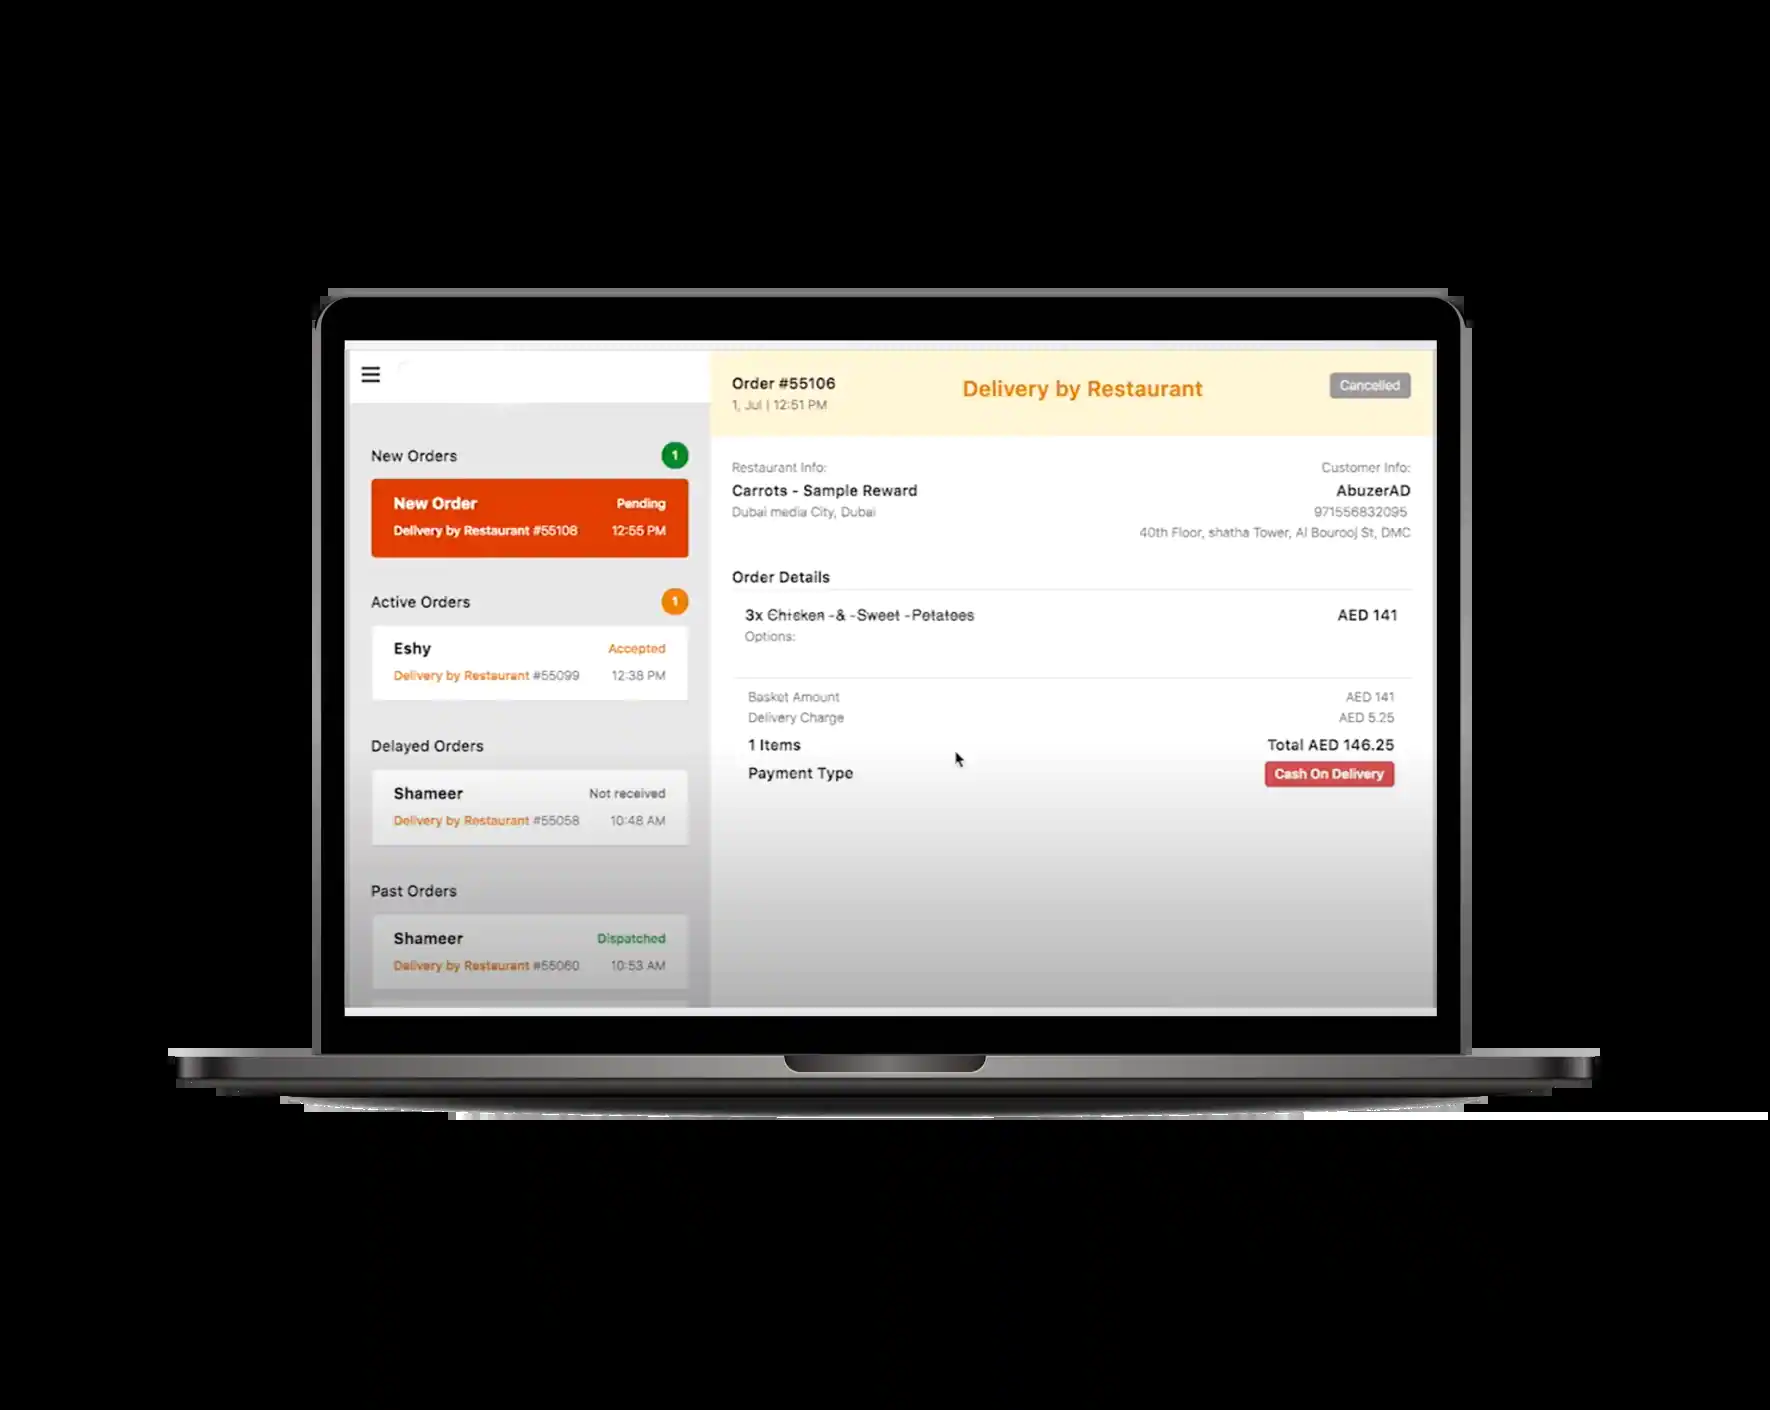 New Orders
1
New Order
Pending
Delivery by Restaurant #55108
12:55 PM
Active Orders
1
Eshy
Accepted
Delivery by Restaurant #55099
12:38 PM
Delayed Orders
Shameer
Not received
Delivery by Restaurant #55058
10:48 AM
Past Orders
Shameer
Dispatched
Delivery by Restaurant #55060
10:53 AM
Order #55106
1, Jul | 12:51 PM
Delivery by Restaurant
Cancelled
Restaurant Info:
Carrots - Sample Reward
Dubai media City, Dubai
Customer Info:
AbuzerAD
971556832095
40th Floor, shatha Tower, Al Bourooj St, DMC
Order Details
3x Chicken -& -Sweet -Potatoes
AED 141
Options:
Basket Amount
AED 141
Delivery Charge
AED 5.25
1 Items
Total AED 146.25
Payment Type
Cash On Delivery